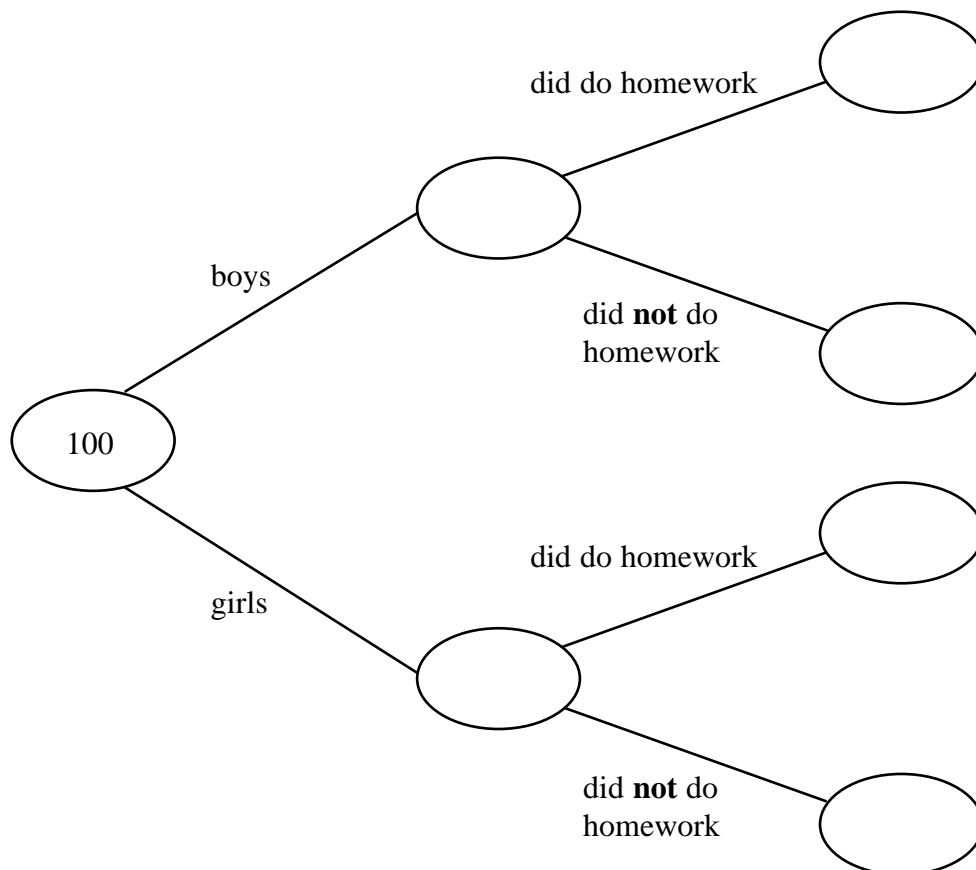 did do homework
boys
did not do
homework
100
did do homework
girls
did not do
homework